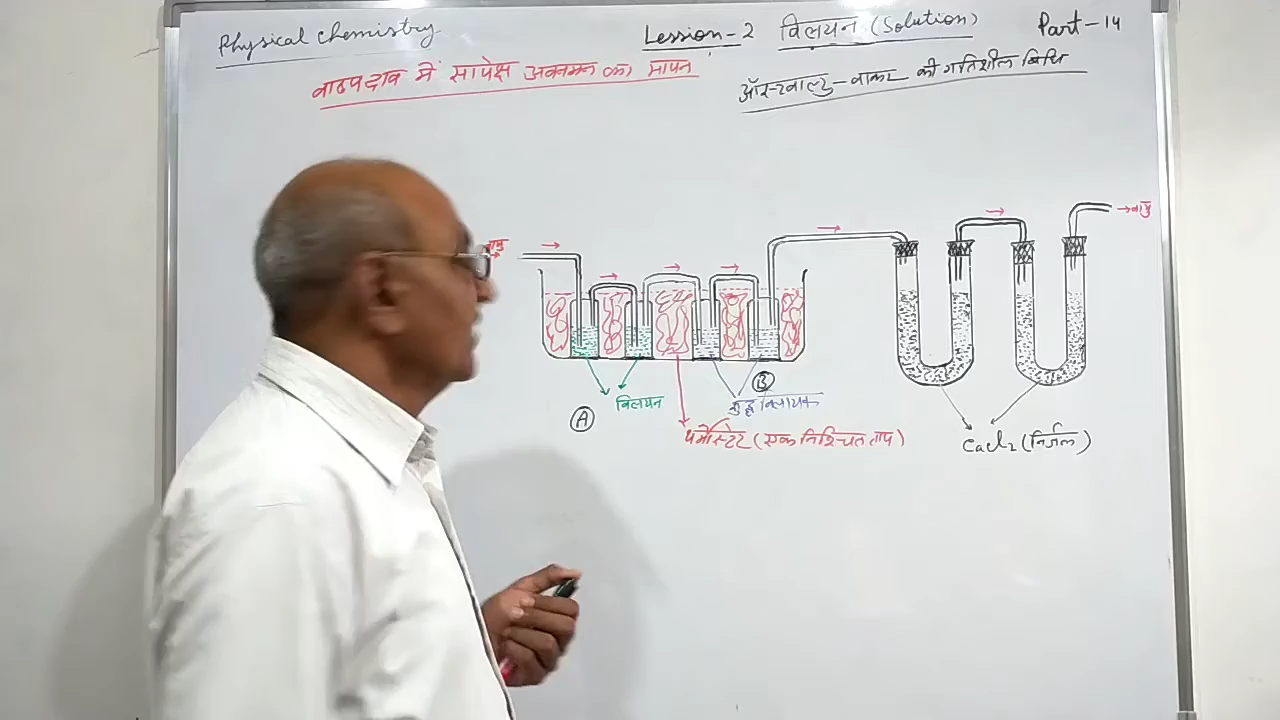 Physical chemistry
Lession-2 विलयन (Solution) Part-14
वाष्पदाब में सापेक्ष अवनमन का मापन
ऑस्टवाल्ड-वाकर की गतिशील विधि
वायु
→वायु
विलयन
(A)
(B)
शुद्ध विलायक
थर्मोस्टेट (एक निश्चित ताप)
CaCl₂ (निर्जल)